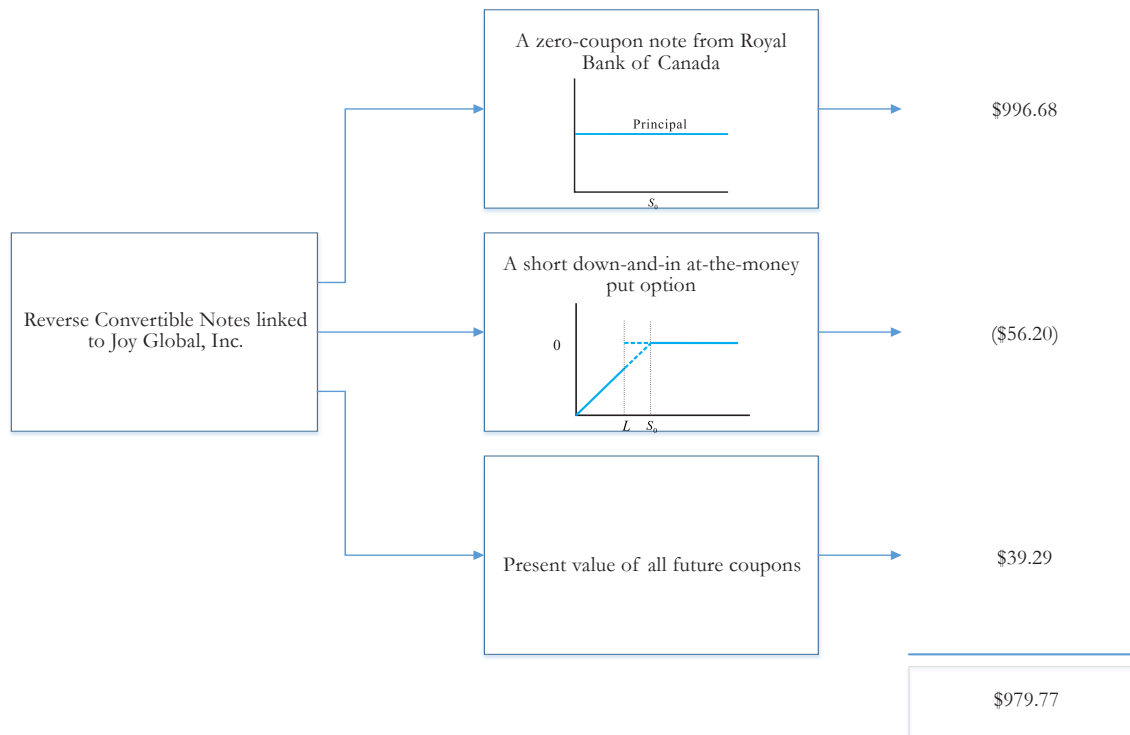 A zero-coupon note from Royal
Bank of Canada
Principal
S₀
$996.68
Reverse Convertible Notes linked
to Joy Global, Inc.
A short down-and-in at-the-money
put option
0
L S₀
($56.20)
Present value of all future coupons
$39.29
$979.77